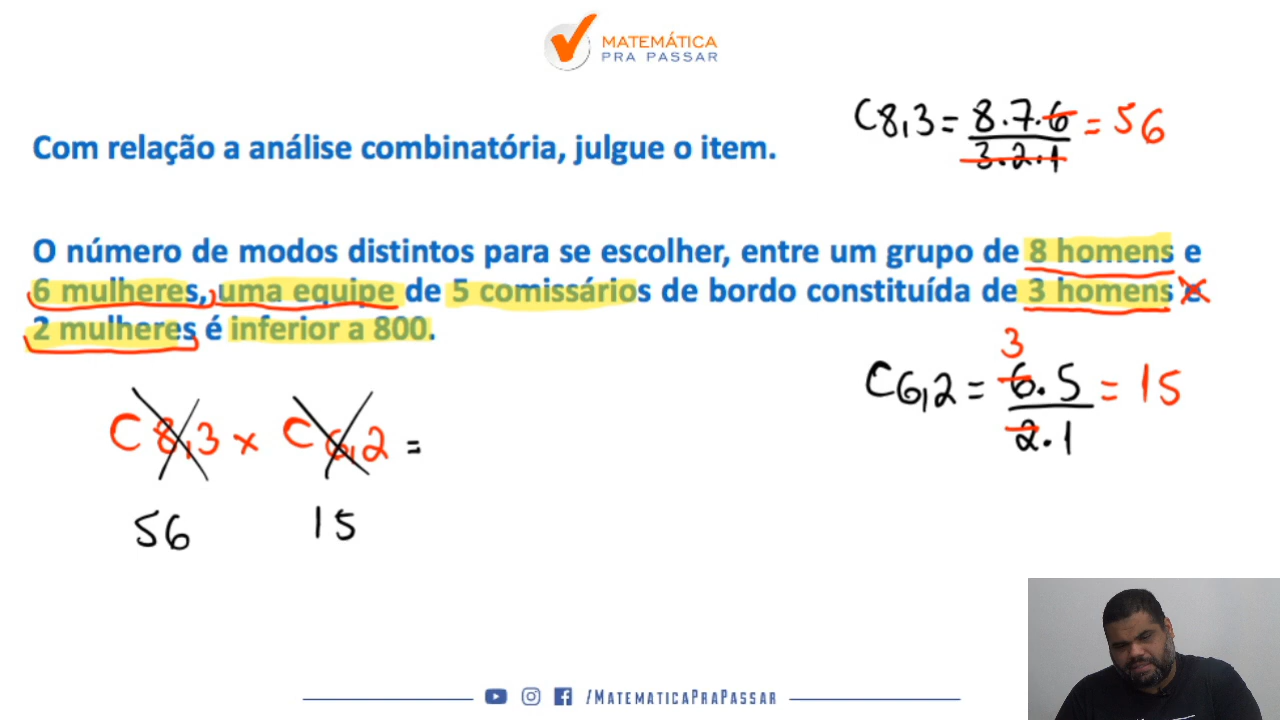 MATEMÁTICA
PRA PASSAR
C8,3 = 8.7.6 / 3.2.1 = 56
Com relação a análise combinatória, julgue o item.
O número de modos distintos para se escolher, entre um grupo de 8 homens e
6 mulheres, uma equipe de 5 comissários de bordo constituída de 3 homens e
2 mulheres é inferior a 800.
3
C6,2 = 6.5 / 2.1 = 15
C8,3 x C6,2 =
56 15
/MATEMATICAPRAPASSAR